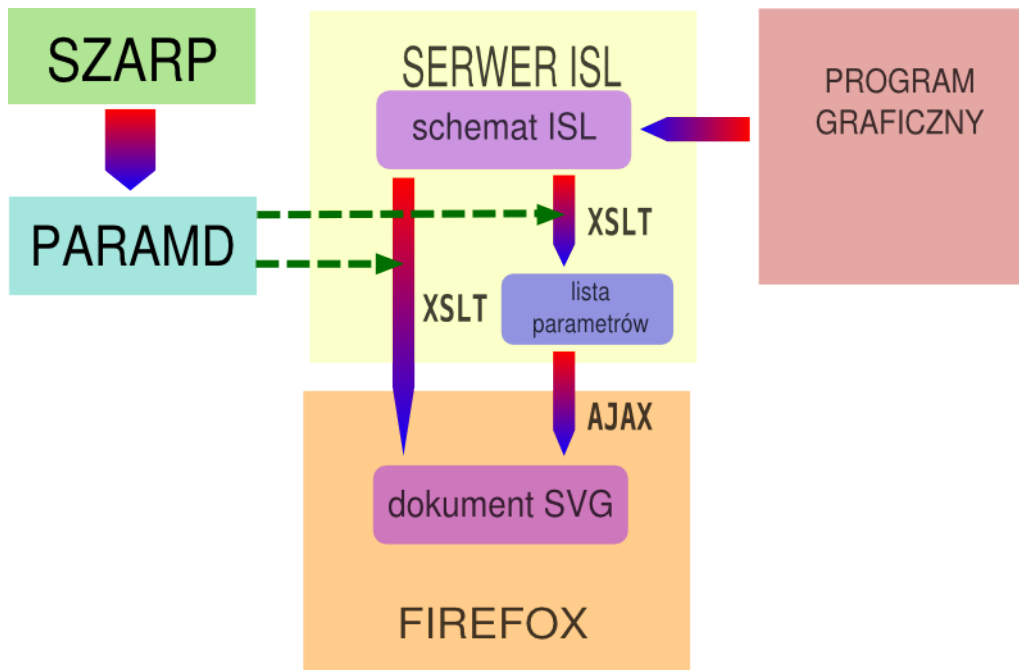 SZARP
PARAMD
SERWER ISL
schemat ISL
XSLT
XSLT
lista
parametrów
AJAX
dokument SVG
FIREFOX
PROGRAM
GRAFICZNY